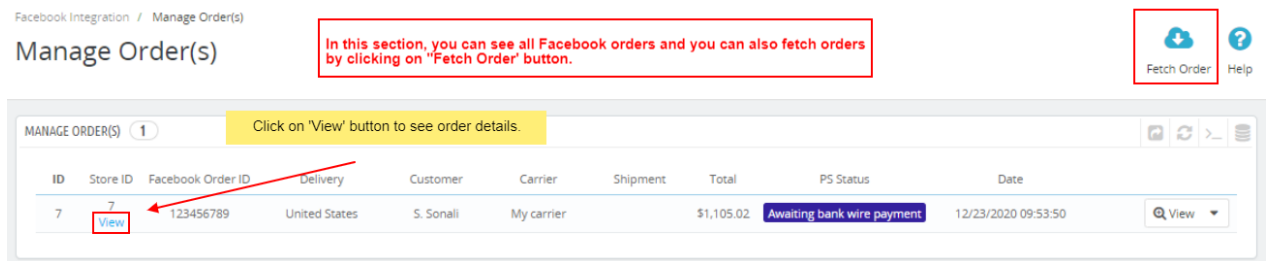 Facebook Integration / Manage Order(s)
Manage Order(s)
In this section, you can see all Facebook orders and you can also fetch orders
by clicking on "Fetch Order' button.
Fetch Order
Help
MANAGE ORDER(S) 1
Click on 'View' button to see order details.
ID Store ID Facebook Order ID Delivery Customer Carrier Shipment Total PS Status Date
7 7 123456789 United States S. Sonali My carrier $1,105.02 Awaiting bank wire payment 12/23/2020 09:53:50 View
View